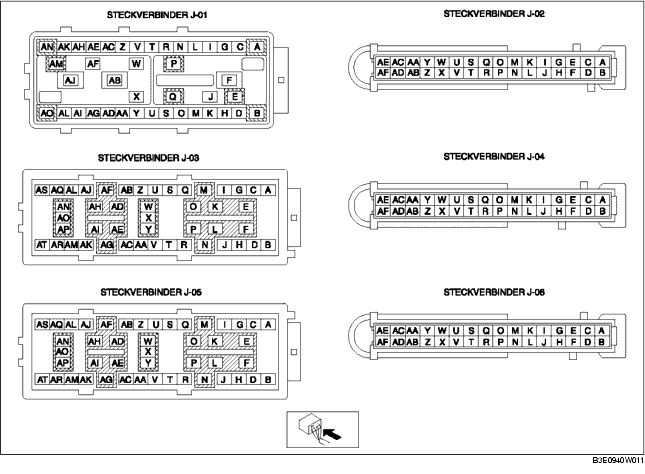 STECKVERBINDER J-01
AN AK AH AE AC Z V T R N L I G C A
AM AF W P
AJ AB F
X Q J E
AO AL AI AG AD AA Y U S O M K H D B
STECKVERBINDER J-02
AE AC AA Y W U S Q O M K I G E C A
AF AD AB Z X V T R P N L J H F D B
STECKVERBINDER J-03
AS AQ AL AJ AF AB Z U S Q M I G C A
AN AH AD W O K E
AO X
AP AI AE Y P L F
AT AR AM AK AG AC AA V T R N J H D B
STECKVERBINDER J-04
AE AC AA Y W U S Q O M K I G E C A
AF AD AB Z X V T R P N L J H F D B
STECKVERBINDER J-05
AS AQ AL AJ AF AB Z U S Q M I G C A
AN AH AD W O K E
AO X
AP AI AE Y P L F
AT AR AM AK AG AC AA V T R N J H D B
STECKVERBINDER J-06
AE AC AA Y W U S Q O M K I G E C A
AF AD AB Z X V T R P N L J H F D B
B3E0940W011